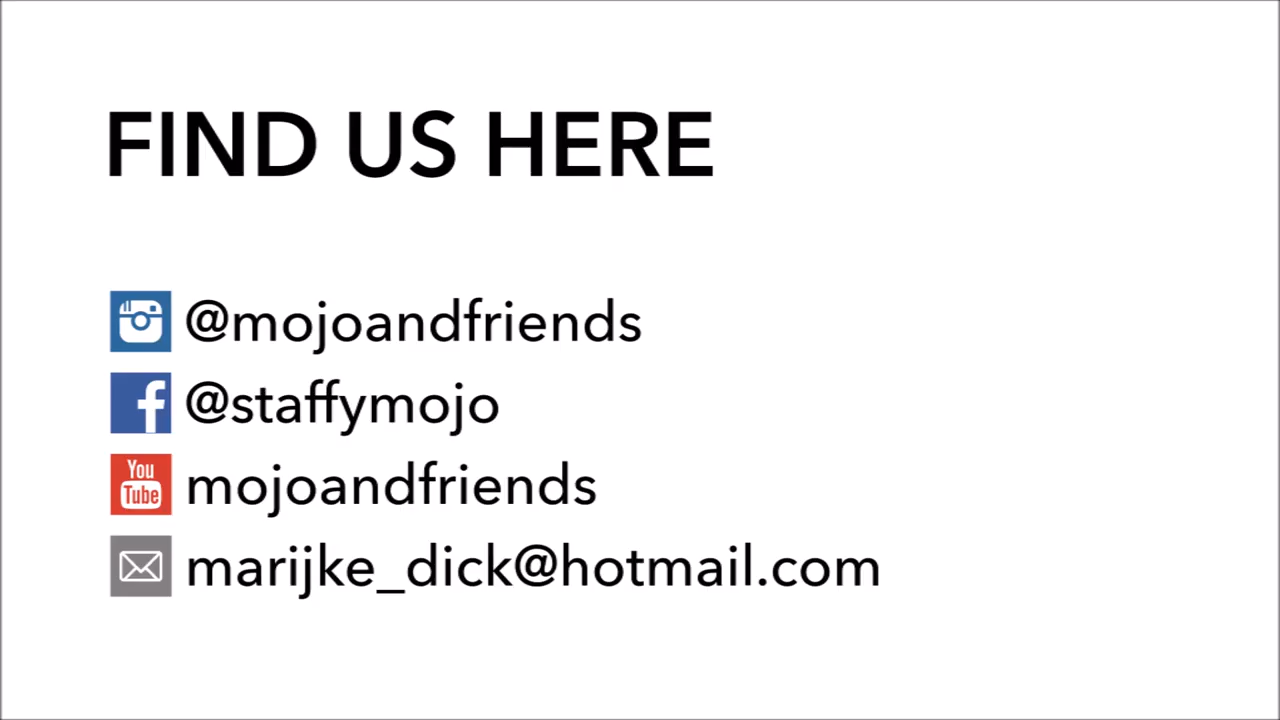 FIND US HERE
@mojoandfriends
@staffymojo
You
Tube
mojoandfriends
marijke_dick@hotmail.com